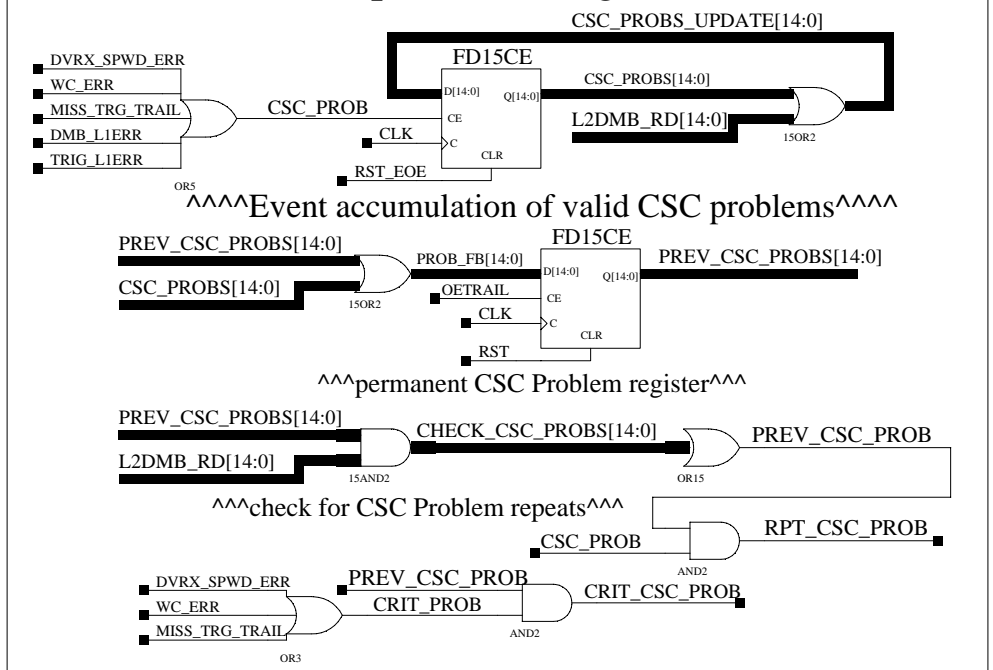 CSC_PROBS_UPDATE[14:0]
DVRX_SPWD_ERR
WC_ERR
MISS_TRG_TRAIL
DMB_L1ERR
TRIG_L1ERR
OR5
CSC_PROB
FD15CE
D[14:0]
Q[14:0]
CE
C
CLR
CLK
RST_EOE
CSC_PROBS[14:0]
L2DMB_RD[14:0]
15OR2
^^^^Event accumulation of valid CSC problems^^^^
PREV_CSC_PROBS[14:0]
CSC_PROBS[14:0]
15OR2
PROB_FB[14:0]
OETRAIL
CLK
RST
FD15CE
D[14:0]
Q[14:0]
CE
C
CLR
PREV_CSC_PROBS[14:0]
^^^permanent CSC Problem register^^^
PREV_CSC_PROBS[14:0]
L2DMB_RD[14:0]
15AND2
CHECK_CSC_PROBS[14:0]
OR15
PREV_CSC_PROB
^^^check for CSC Problem repeats^^^
CSC_PROB
AND2
RPT_CSC_PROB
DVRX_SPWD_ERR
WC_ERR
MISS_TRG_TRAIL
OR3
PREV_CSC_PROB
CRIT_PROB
AND2
CRIT_CSC_PROB